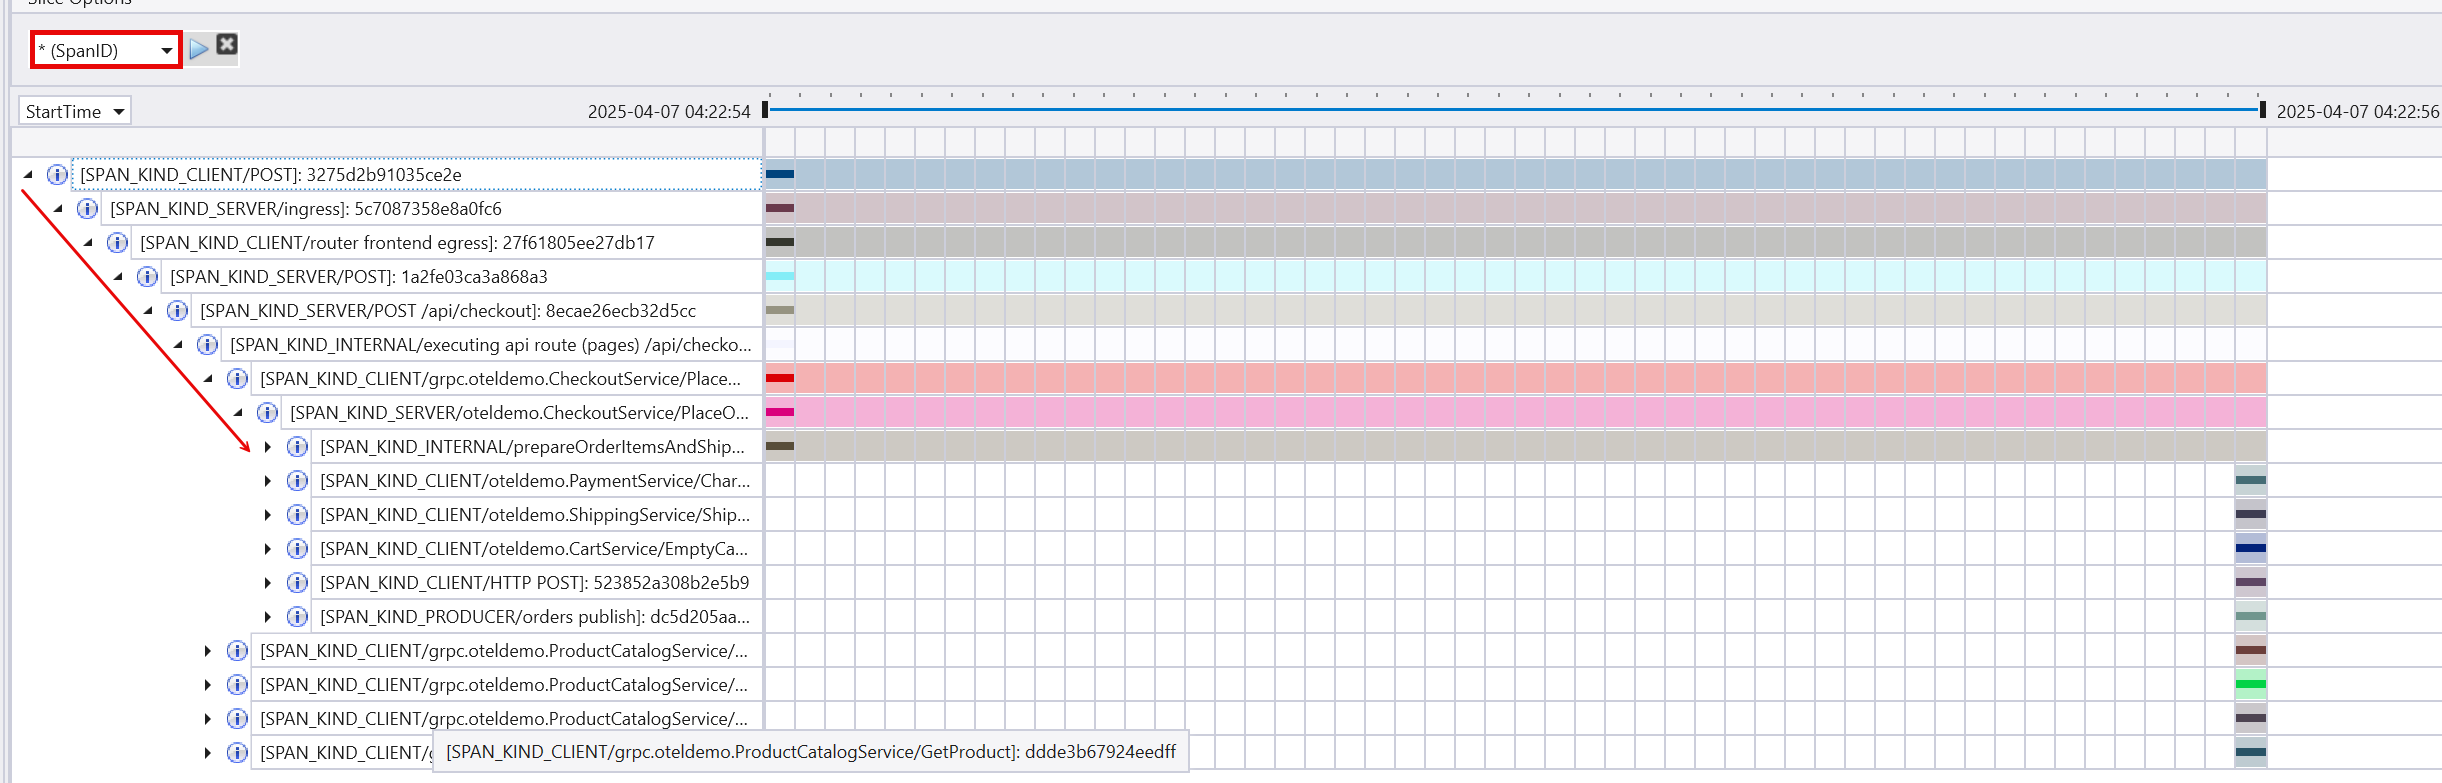 Slice Options
* (SpanID)
StartTime 2025-04-07 04:22:54 2025-04-07 04:22:56
[SPAN_KIND_CLIENT/POST]: 3275d2b91035ce2e
[SPAN_KIND_SERVER/ingress]: 5c7087358e8a0fc6
[SPAN_KIND_CLIENT/router frontend egress]: 27f61805ee27db17
[SPAN_KIND_SERVER/POST]: 1a2fe03ca3a868a3
[SPAN_KIND_SERVER/POST /api/checkout]: 8ecae26ecb32d5cc
[SPAN_KIND_INTERNAL/executing api route (pages) /api/checko...
[SPAN_KIND_CLIENT/grpc.oteldemo.CheckoutService/Place...
[SPAN_KIND_SERVER/oteldemo.CheckoutService/PlaceO...
[SPAN_KIND_INTERNAL/prepareOrderItemsAndShip...
[SPAN_KIND_CLIENT/oteldemo.PaymentService/Char...
[SPAN_KIND_CLIENT/oteldemo.ShippingService/Ship...
[SPAN_KIND_CLIENT/oteldemo.CartService/EmptyCa...
[SPAN_KIND_CLIENT/HTTP POST]: 523852a308b2e5b9
[SPAN_KIND_PRODUCER/orders publish]: dc5d205aa...
[SPAN_KIND_CLIENT/grpc.oteldemo.ProductCatalogService/...
[SPAN_KIND_CLIENT/grpc.oteldemo.ProductCatalogService/...
[SPAN_KIND_CLIENT/grpc.oteldemo.ProductCatalogService/...
[SPAN_KIND_CLIENT/
[SPAN_KIND_CLIENT/grpc.oteldemo.ProductCatalogService/GetProduct]: ddde3b67924eedff